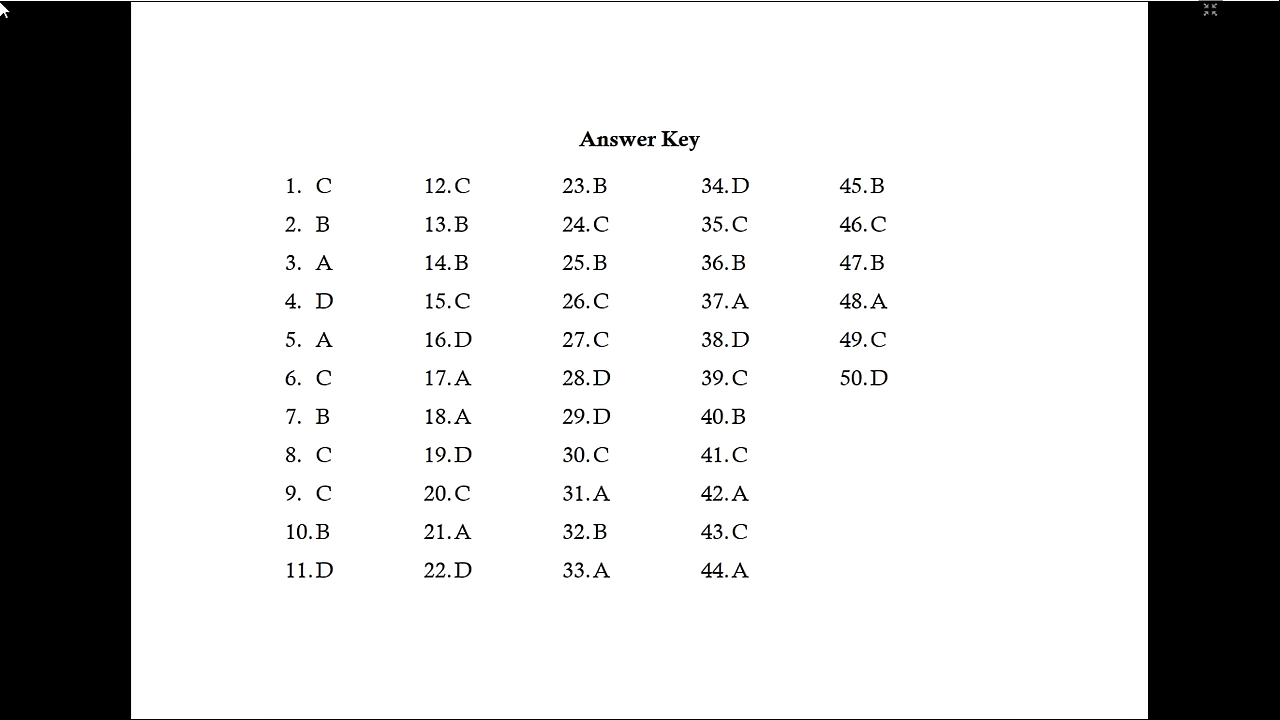 Answer Key
1. C
2. B
3. A
4. D
5. A
6. C
7. B
8. C
9. C
10. B
11. D
12. C
13. B
14. B
15. C
16. D
17. A
18. A
19. D
20. C
21. A
22. D
23. B
24. C
25. B
26. C
27. C
28. D
29. D
30. C
31. A
32. B
33. A
34. D
35. C
36. B
37. A
38. D
39. C
40. B
41. C
42. A
43. C
44. A
45. B
46. C
47. B
48. A
49. C
50. D